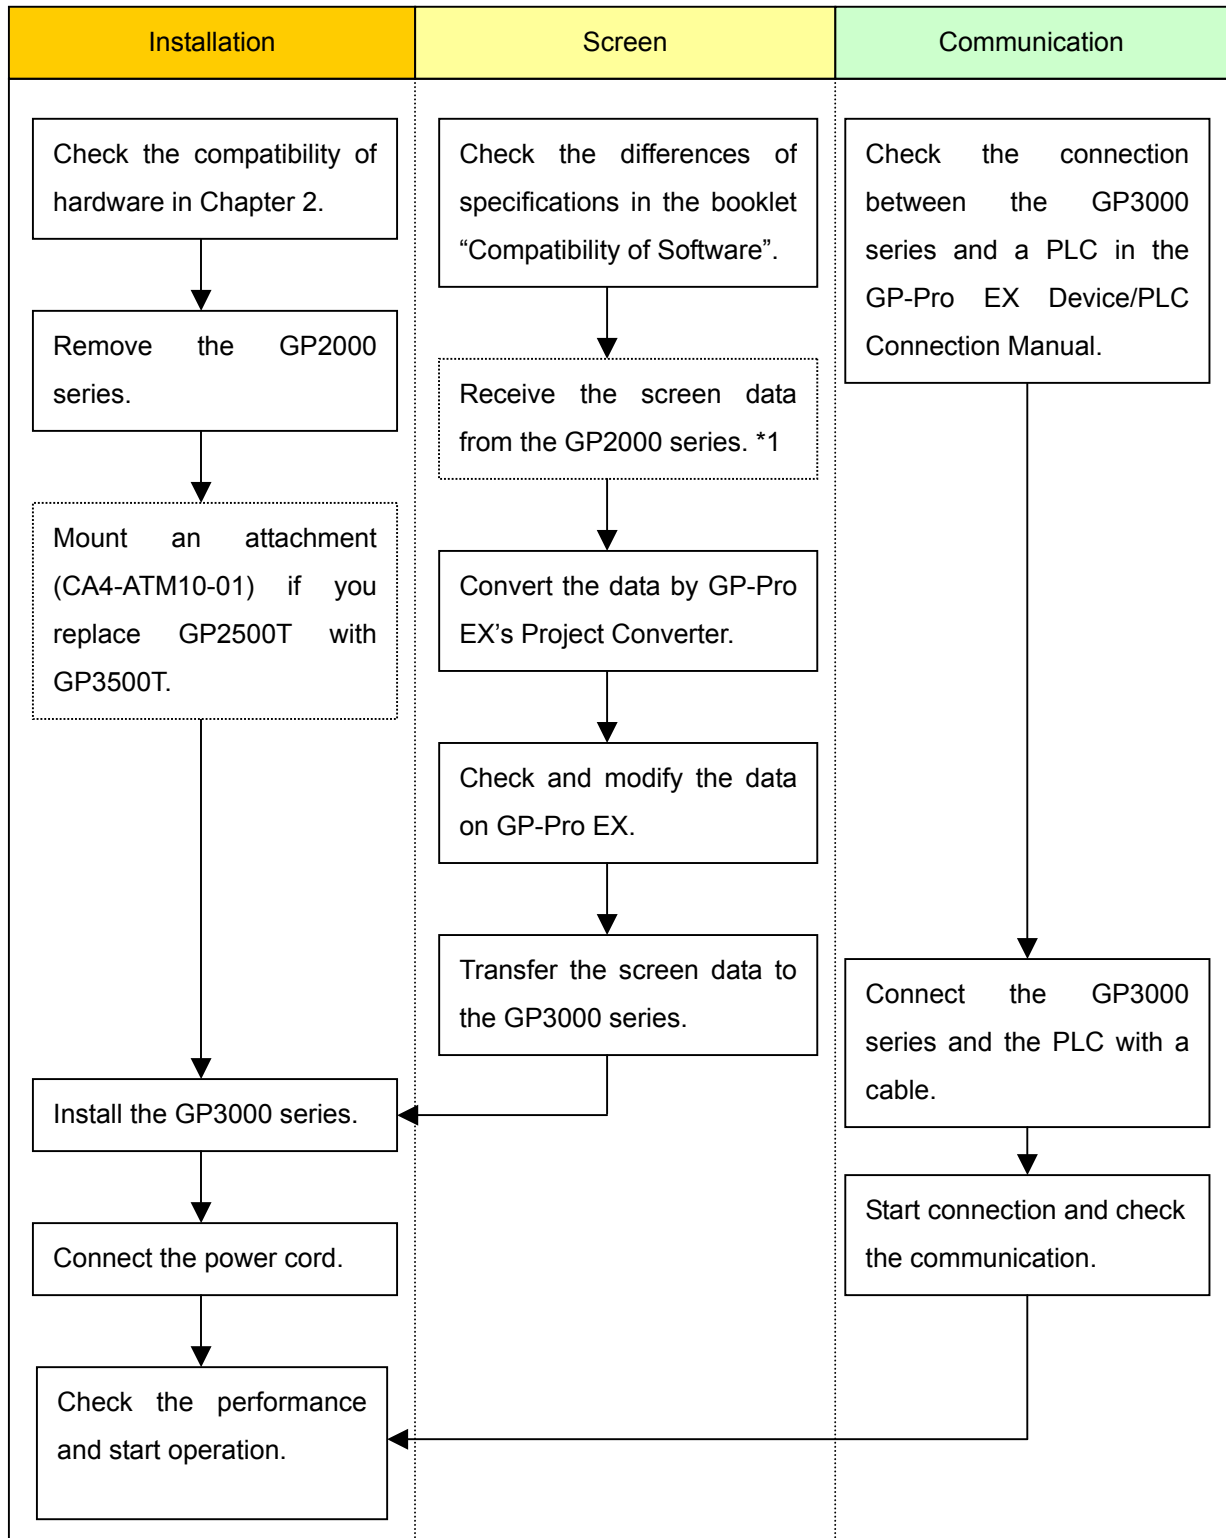 Installation
Screen
Communication
Check the compatibility of
hardware in Chapter 2.
Remove the GP2000
series.
Mount an attachment
(CA4-ATM10-01) if you
replace GP2500T with
GP3500T.
Install the GP3000 series.
Connect the power cord.
Check the performance
and start operation.
Check the differences of
specifications in the booklet
“Compatibility of Software”.
Receive the screen data
from the GP2000 series. *1
Convert the data by GP-Pro
EX’s Project Converter.
Check and modify the data
on GP-Pro EX.
Transfer the screen data to
the GP3000 series.
Check the connection
between the GP3000
series and a PLC in the
GP-Pro EX Device/PLC
Connection Manual.
Connect the GP3000
series and the PLC with a
cable.
Start connection and check
the communication.